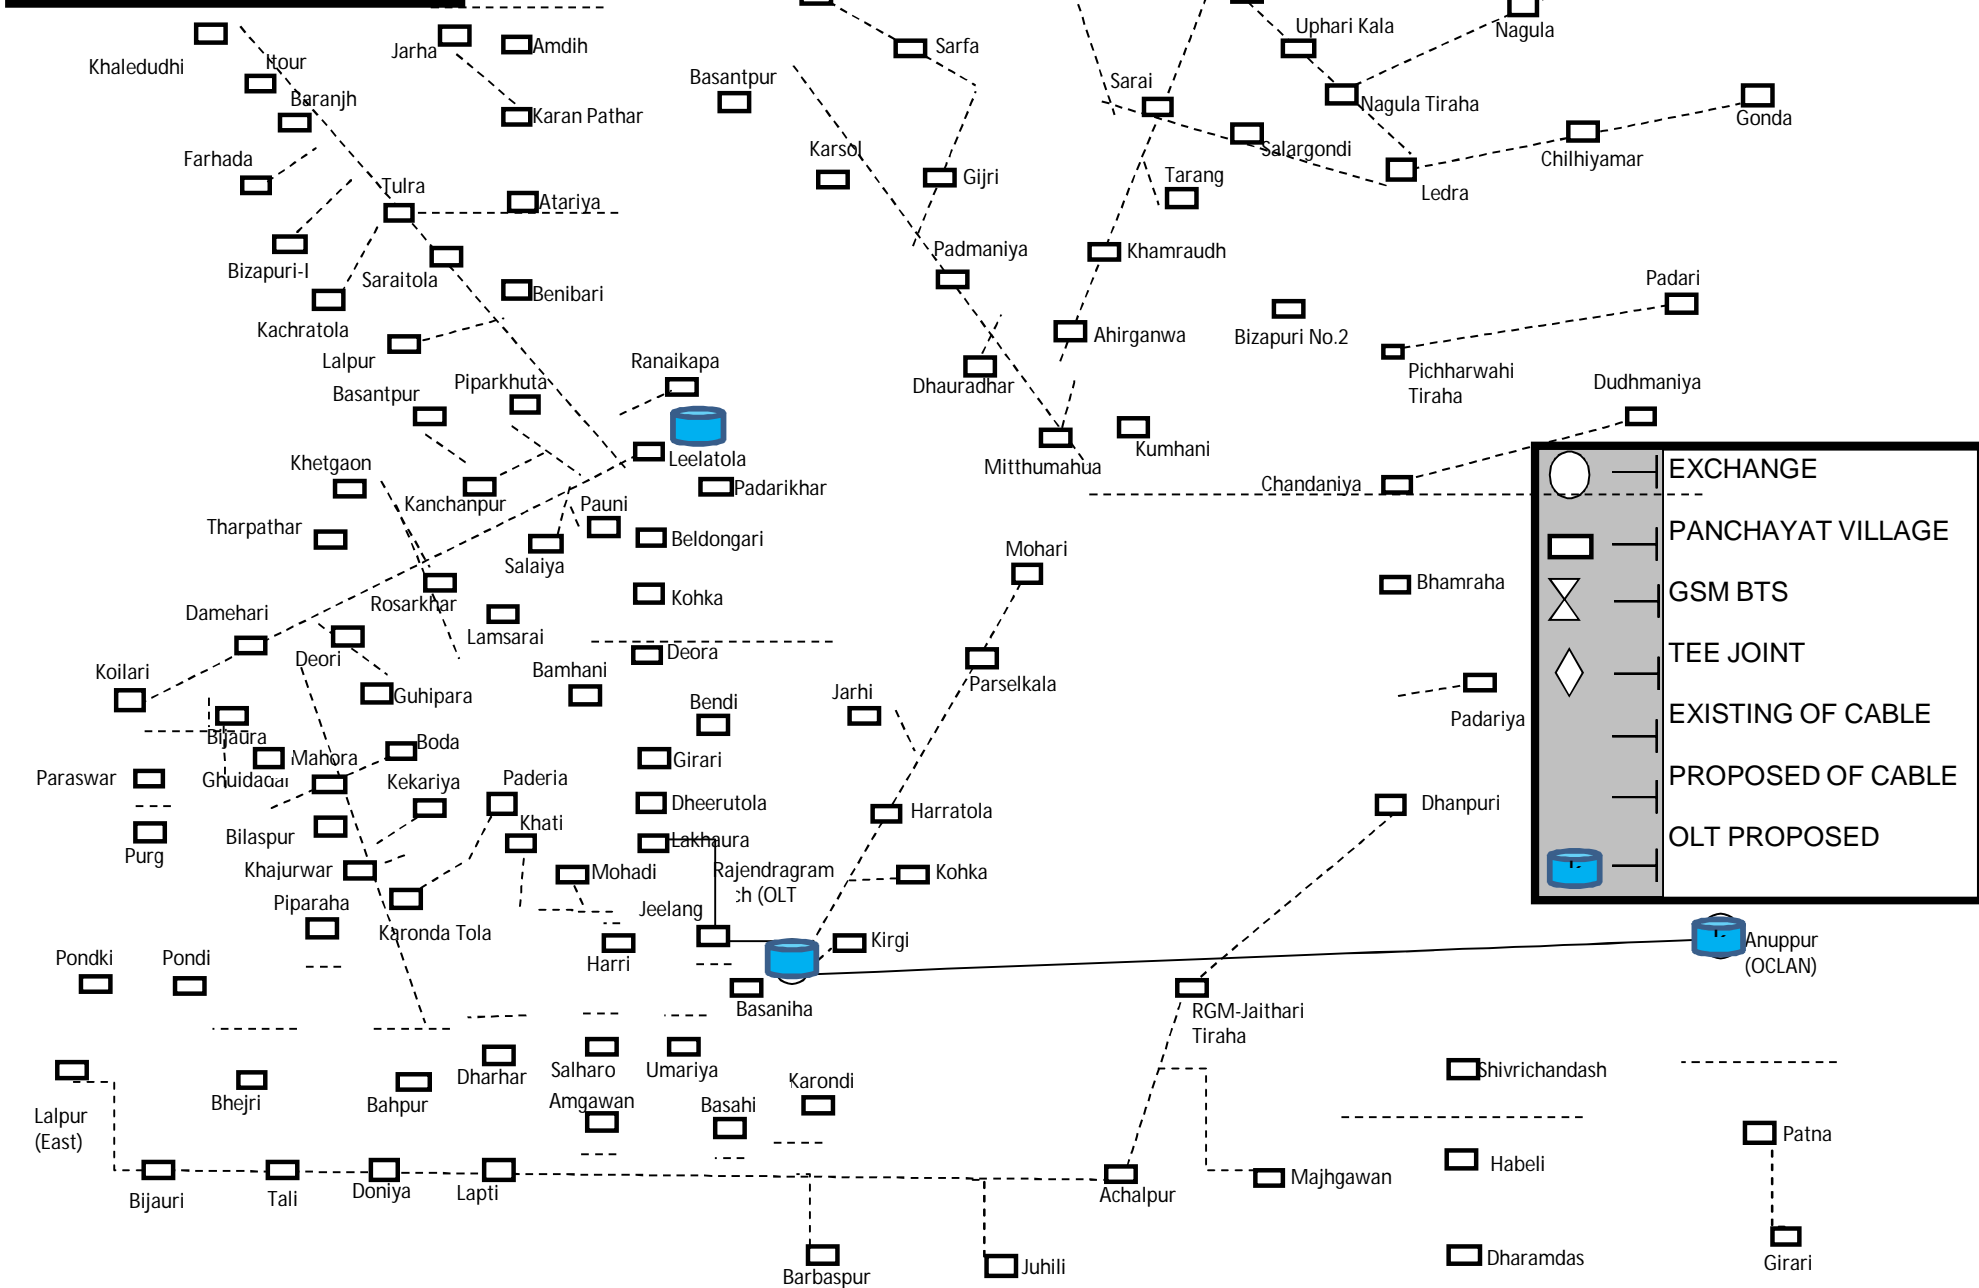 Uphari Kala
Nagula
Khaledudhi
Itour
Jarha
Amdih
Sarfa
Basantpur
Sarai
Baranjh
Karan Pathar
Nagula Tiraha
Gonda
Farhada
Karsol
Salargondi
Chilhiyamar
Tulra
Atariya
Gijri
Tarang
Ledra
Bizapuri-I
Saraitola
Padmaniya
Khamraudh
Padari
Benibari
Kachratola
Lalpur
Ahirganwa
Bizapuri No.2
Ranaikapa
Pichharwahi
Tiraha
Basantpur
Piparkhuta
Dhauradhar
Dudhmaniya
Khetgaon
Leelatola
Mitthumahua
Kumhani
Kanchanpur
Padarikhar
Chandaniya
EXCHANGE
Tharpathar
Pauni
PANCHAYAT VILLAGE
Salaiya
Beldongari
Mohari
Rosarkhar
Kohka
Bhamraha
GSM BTS
Damehari
Lamsarai
Deori
Deora
TEE JOINT
Koilari
Bamhani
Parselkala
Guhipara
Bendi
Jarhi
Padariya
EXISTING OF CABLE
Bijaura
Boda
Paraswar
Mahora
Girari
PROPOSED OF CABLE
Kekariya
Paderia
Dheerutola
Harratola
Dhanpuri
Bilaspur
Khati
Lakhaura
OLT PROPOSED
Purg
Khajurwar
Mohadi
Rajendragram
ch (OLT
Kohka
Piparaha
Karonda Tola
Jeelang
Kirgi
Anuppur
(OCLAN)
Pondki
Pondi
Harri
Basaniha
RGM-Jaithari
Tiraha
Dharhar
Salharo
Umariya
Karondi
Shivrichandash
Lalpur
(East)
Bhejri
Bahpur
Amgawan
Basahi
Patna
Habeli
Bijauri
Tali
Doniya
Lapti
Achalpur
Majhgawan
Barbaspur
Juhili
Dharamdas
Girari